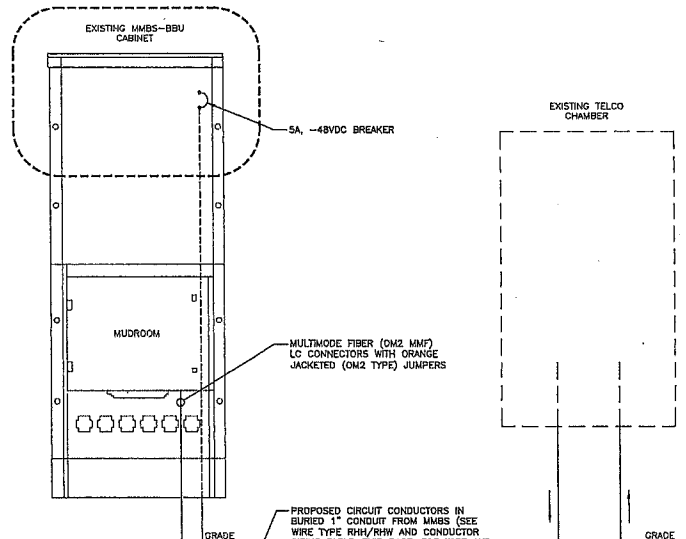 EXISTING MMBS-BBU
CABINET
5A, -48VDC BREAKER
EXISTING TELCO
CHAMBER
MUDROOM
MULTIMODE FIBER (OM2 MMF)
LC CONNECTORS WITH ORANGE
JACKETED (OM2 TYPE) JUMPERS
PROPOSED CIRCUIT CONDUCTORS IN
BURIED 1" CONDUIT FROM MMBS (SEE
WIRE TYPE RHH/RHW AND CONDUCTOR
GRADE
GRADE